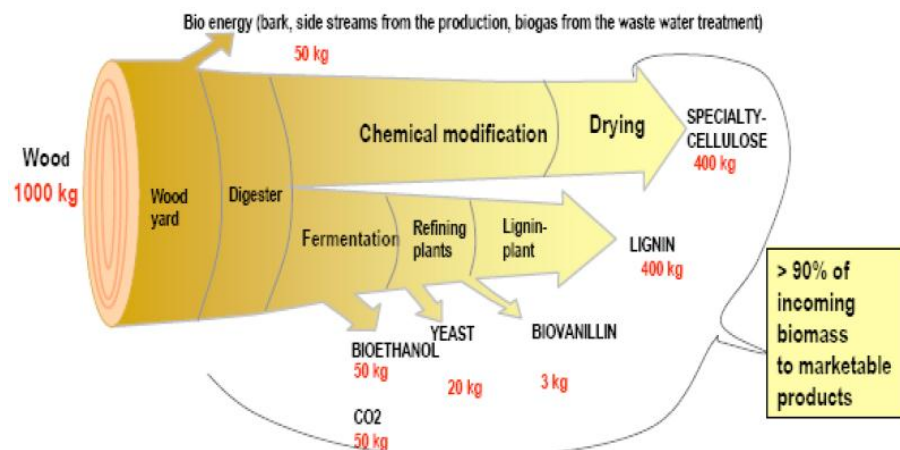 Bio energy (bark, side streams from the production, biogas from the waste water treatment)
50 kg
Wood
1000 kg
Wood
yard
Digester
Chemical modification
Drying
SPECIALTY-
CELLULOSE
400 kg
Fermentation
Refining
plants
Lignin-
plant
LIGNIN
400 kg
BIOETHANOL
50 kg
YEAST
20 kg
BIOVANILLIN
3 kg
CO2
50 kg
> 90% of
incoming
biomass
to marketable
products